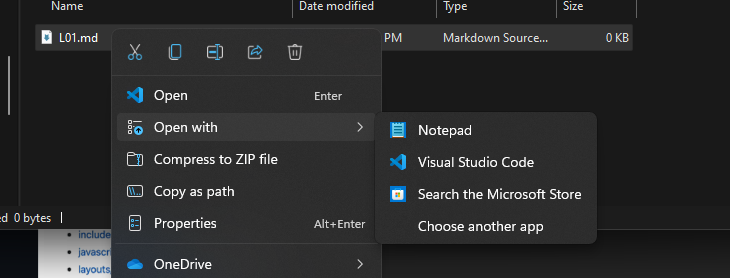 Name Date modified Type Size
L01.md PM Markdown Source... 0 KB
Open Enter
Open with
Notepad
Compress to ZIP file
Visual Studio Code
Copy as path
Search the Microsoft Store
Properties Alt+Enter
Choose another app
ed 0 bytes
include
javascri
layouts,
OneDrive